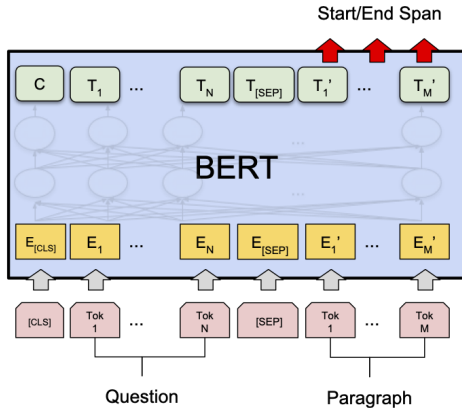 Start/End Span
C T1 ... TN T[SEP] T1' ... TM'
BERT
...
...
E[CLS] E1 ... EN E[SEP] E1' ... EM'
[CLS] Tok 1 ... Tok N [SEP] Tok 1 ... Tok M
Question Paragraph